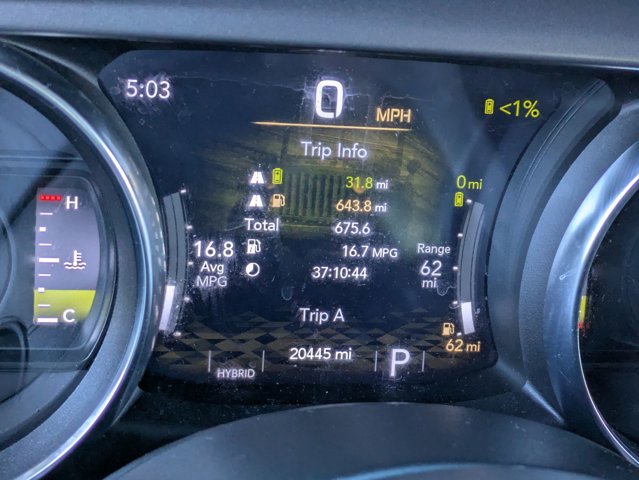 5:03
0
MPH
<1%
Trip Info
H
31.8 mi
0 mi
643.8 mi
Total 675.6
16.8
Avg
MPG
16.7 MPG
Range
62
mi
37:10:44
C
Trip A
62 mi
20445 mi
P
HYBRID